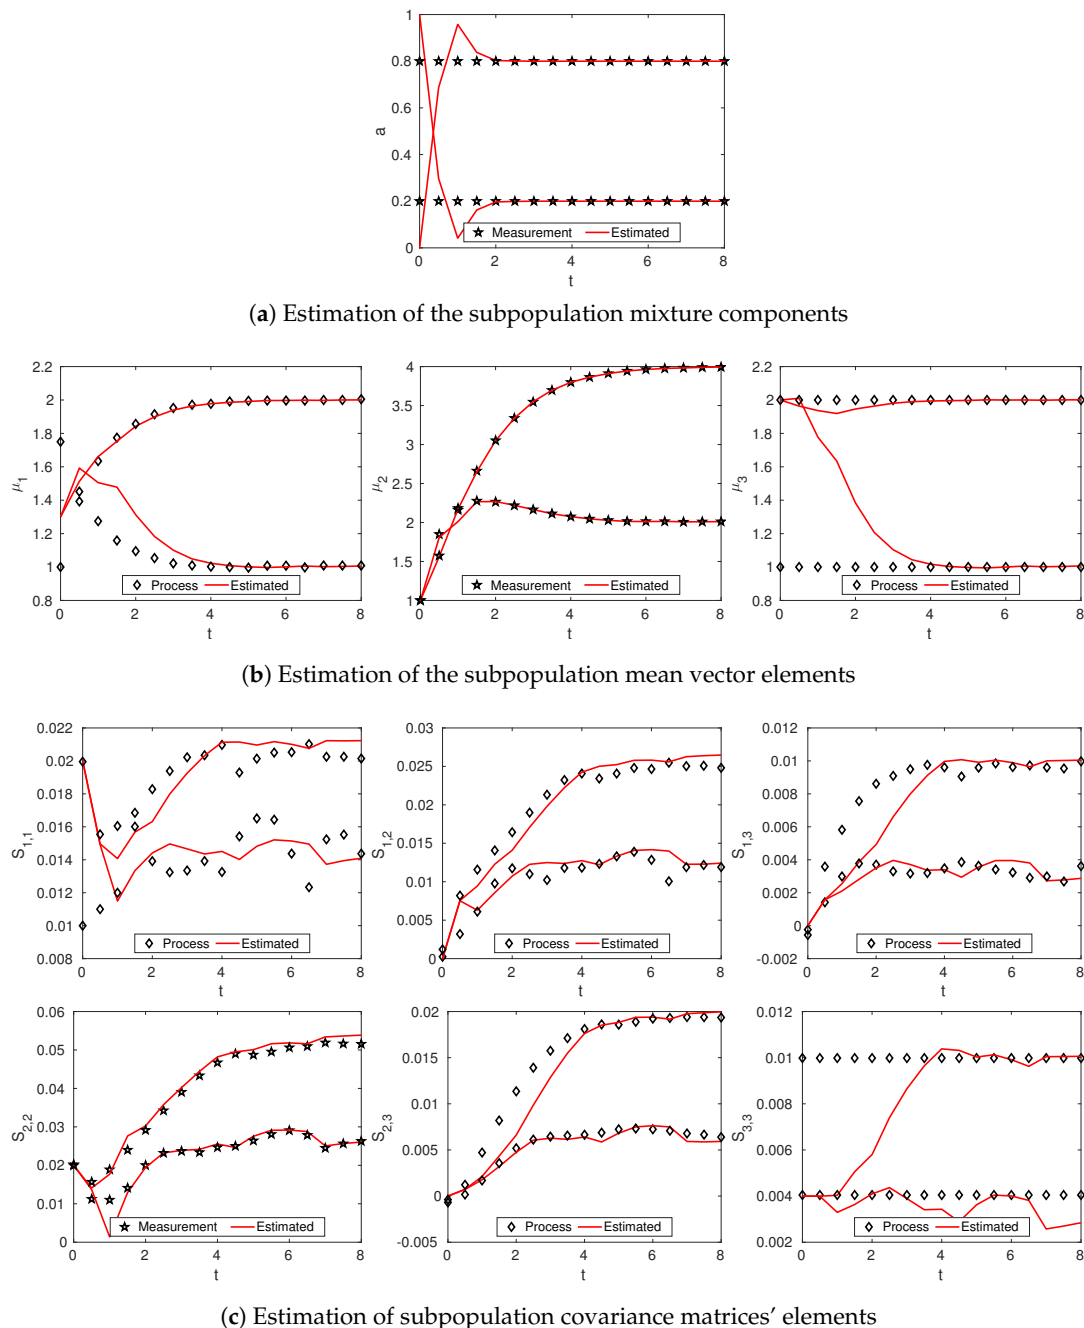 1
0.8
0.6
a
0.4
0.2
0
Measurement Estimated
0 2 4 6 8
t
(a) Estimation of the subpopulation mixture components
2.2
2
1.8
1.6
μ1
1.4
1.2
1
0.8
Process Estimated
0 2 4 6 8
t
4
3.5
3
2.5
μ2
2
1.5
1
Measurement Estimated
0 2 4 6 8
t
2.2
2
1.8
1.6
μ3
1.4
1.2
1
0.8
Process Estimated
0 2 4 6 8
t
(b) Estimation of the subpopulation mean vector elements
0.022
0.02
0.018
0.016
S1,1
0.014
0.012
0.01
0.008
Process Estimated
0 2 4 6 8
t
0.03
0.025
0.02
0.015
S1,2
0.01
0.005
0
Process Estimated
0 2 4 6 8
t
0.012
0.01
0.008
0.006
S1,3
0.004
0.002
0
-0.002
Process Estimated
0 2 4 6 8
t
0.06
0.05
0.04
0.03
S2,2
0.02
0.01
0
Measurement Estimated
0 2 4 6 8
t
0.02
0.015
0.01
S2,3
0.005
0
-0.005
Process Estimated
0 2 4 6 8
t
0.012
0.01
0.008
S3,3
0.006
0.004
0.002
Process Estimated
0 2 4 6 8
t
(c) Estimation of subpopulation covariance matrices’ elements